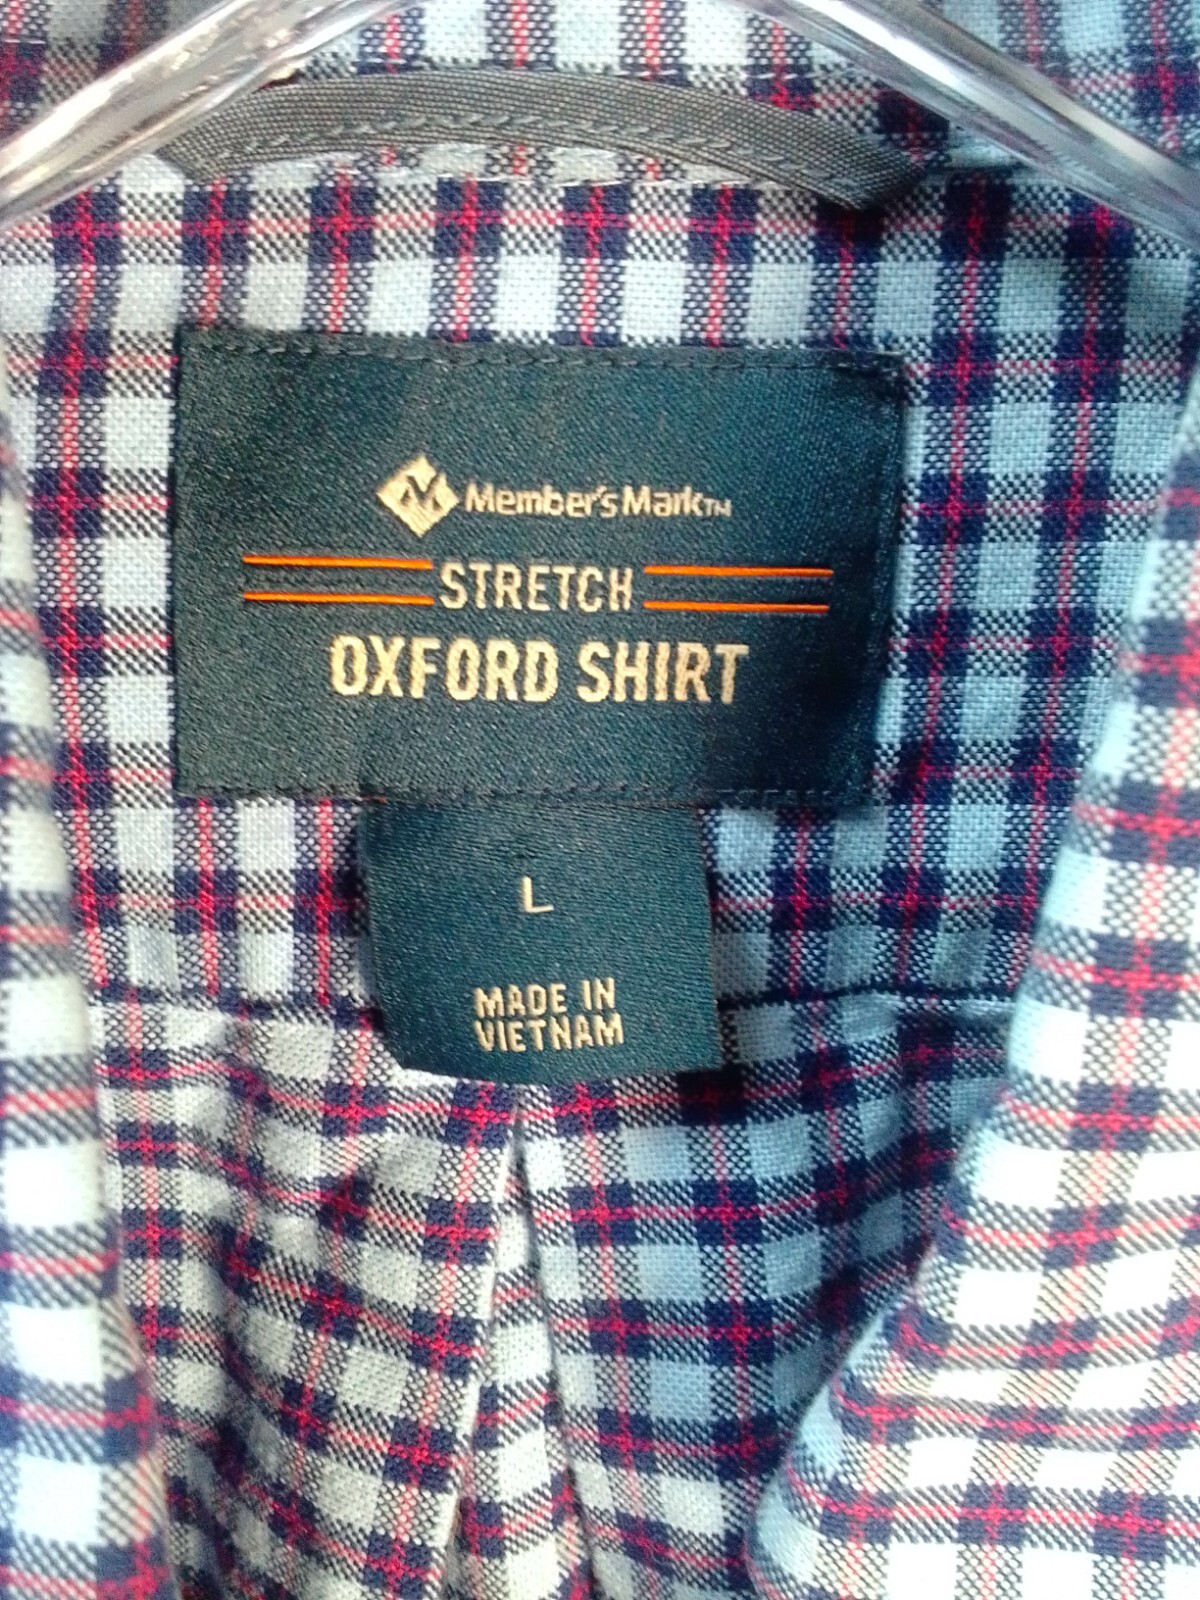 Member's Mark™
STRETCH
OXFORD SHIRT
L
MADE IN
VIETNAM